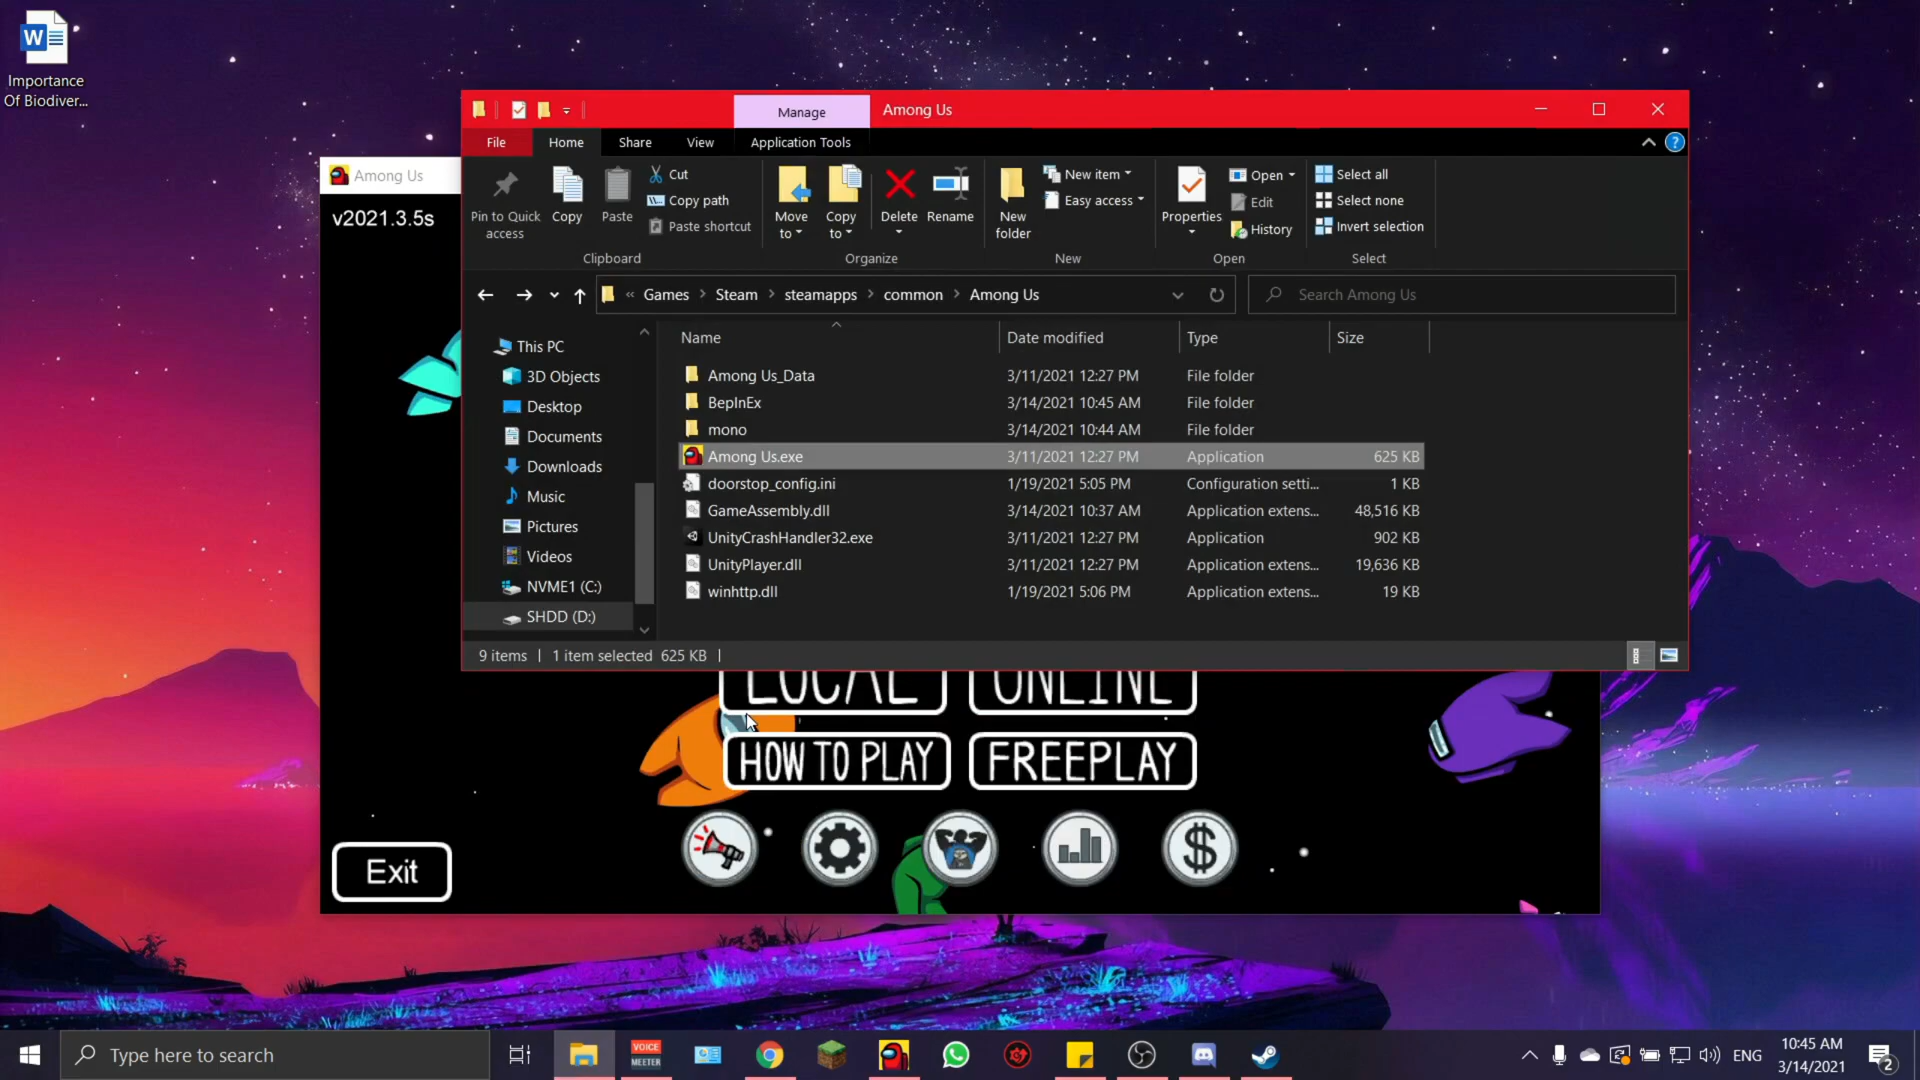 W
Importance
Of Biodiver...
Among Us
v2021.3.5s
Manage
Among Us
File
Home
Share
View
Application Tools
Pin to Quick
access
Copy
Paste
Cut
Copy path
Paste shortcut
Clipboard
Move
to
Copy
to
Delete
Rename
Organize
New
folder
New item
Easy access
New
Properties
Open
Edit
History
Open
Select all
Select none
Invert selection
Select
« Games > Steam > steamapps > common > Among Us
Search Among Us
This PC
3D Objects
Desktop
Documents
Downloads
Music
Pictures
Videos
NVME1 (C:)
SHDD (D:)
Name Date modified Type Size
Among Us_Data 3/11/2021 12:27 PM File folder
BepInEx 3/14/2021 10:45 AM File folder
mono 3/14/2021 10:44 AM File folder
Among Us.exe 3/11/2021 12:27 PM Application 625 KB
doorstop_config.ini 1/19/2021 5:05 PM Configuration setti... 1 KB
GameAssembly.dll 3/14/2021 10:37 AM Application extens... 48,516 KB
UnityCrashHandler32.exe 3/11/2021 12:27 PM Application 902 KB
UnityPlayer.dll 3/11/2021 12:27 PM Application extens... 19,636 KB
winhttp.dll 1/19/2021 5:06 PM Application extens... 19 KB
9 items | 1 item selected 625 KB |
LOCAL ONLINE
HOW TO PLAY FREEPLAY
$
Exit
Type here to search
VOICE
MEETER
ENG
10:45 AM
3/14/2021
2